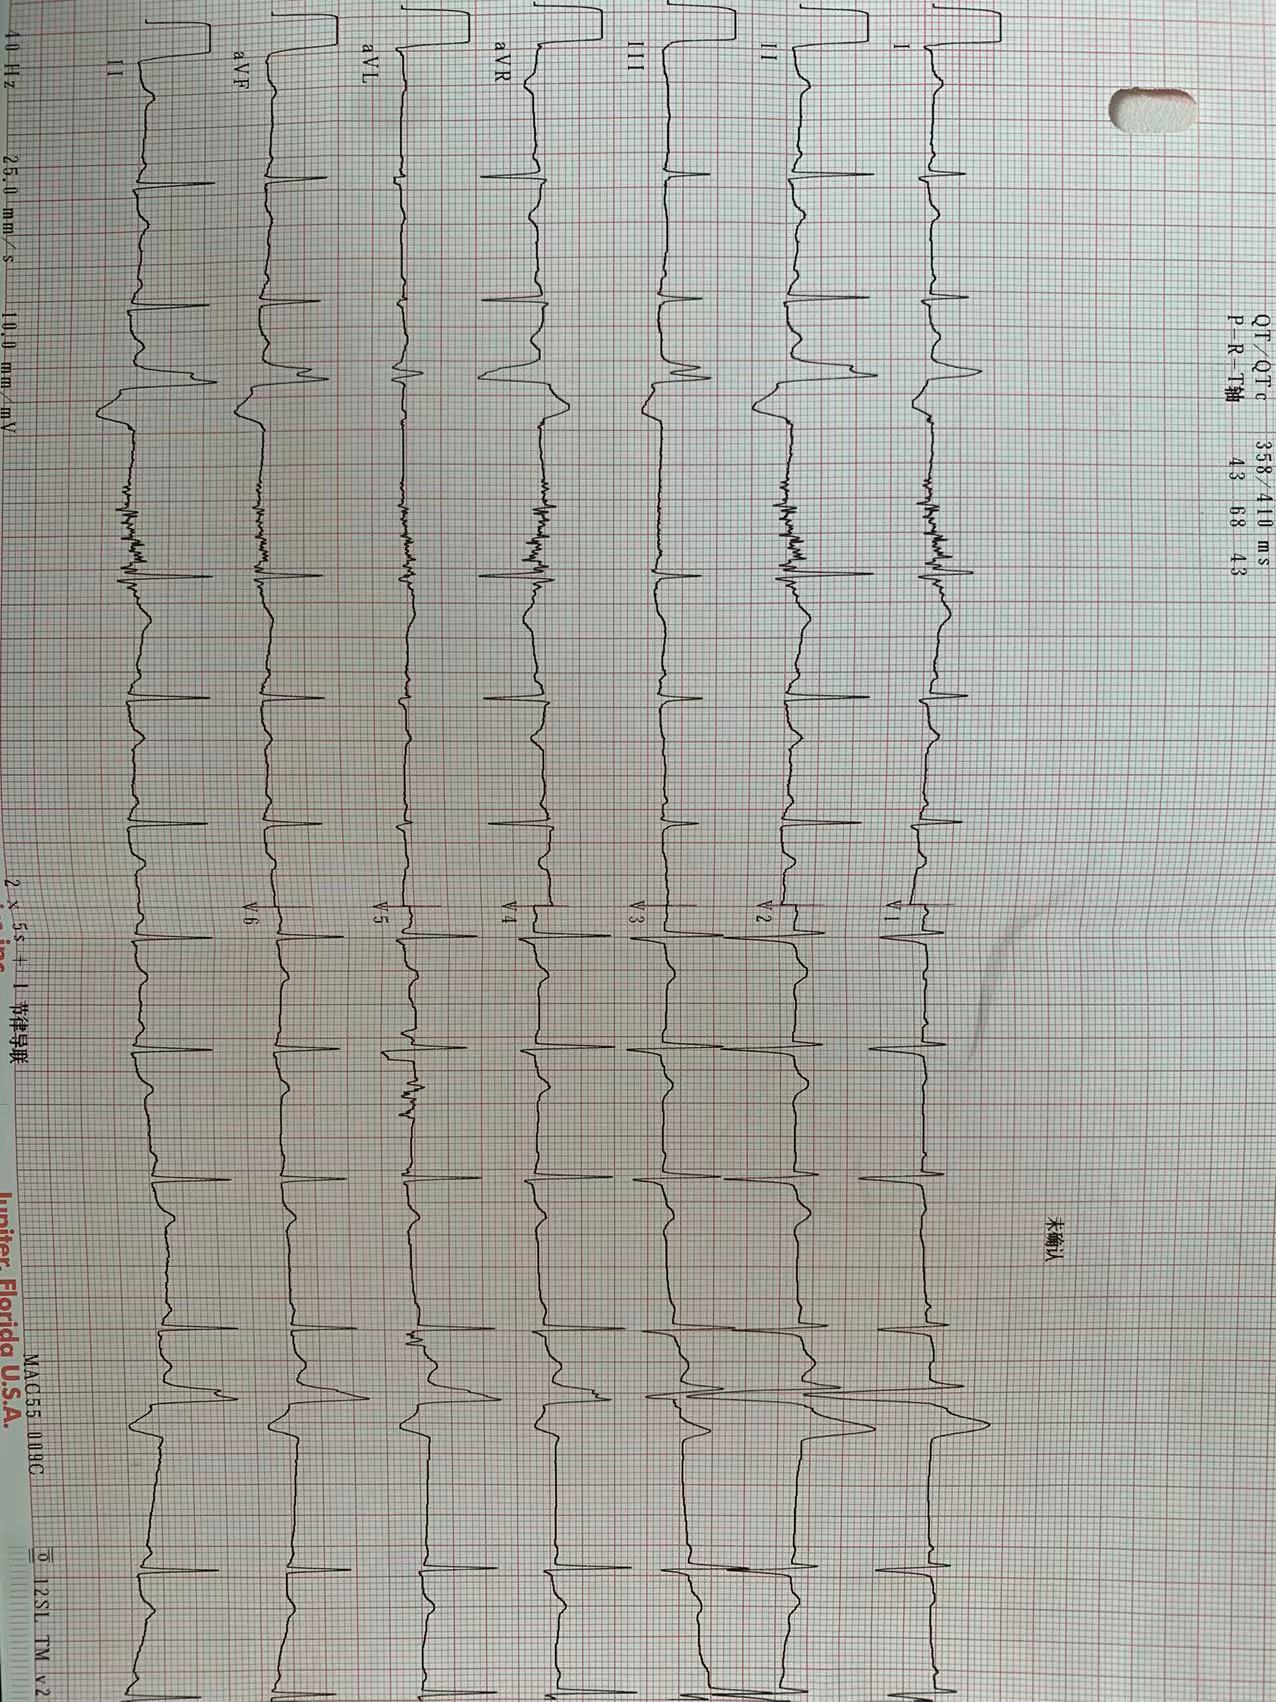 QT/QTc 358/410 ms
P-R-T轴 43 68 43
未确认
I
V1
II
V2
III
V3
aVR
V4
aVL
V5
aVF
V6
II
40 Hz 25.0 mm/s 10.0 mm/mV 2 x 5s + 1 节律导联 MAC55 009C 12SL TM v2
Jupiter, Florida U.S.A.